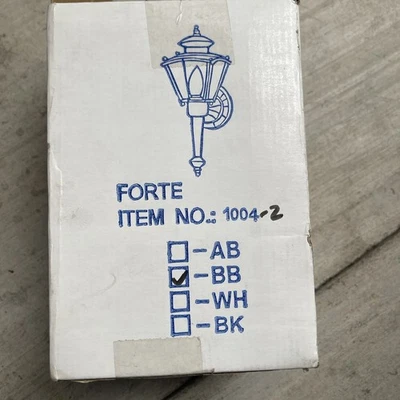 FORTE
ITEM NO.: 1004-2
☐-AB
☑-BB
☐-WH
☐-BK